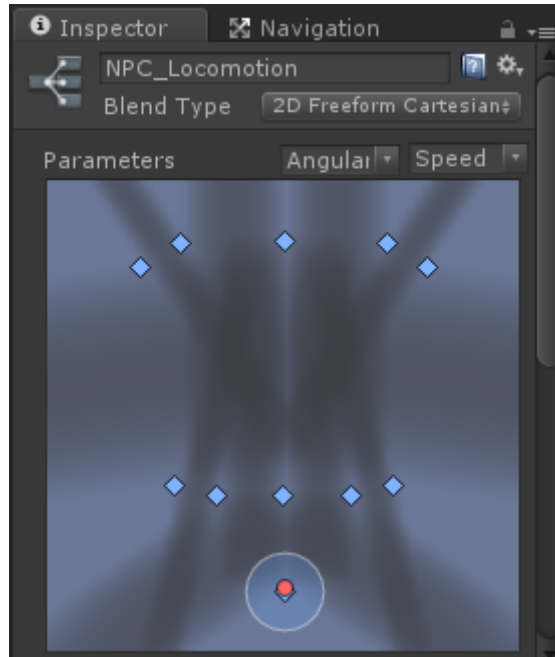 Inspector Navigation
NPC_Locomotion
Blend Type 2D Freeform Cartesian
Parameters Angular Speed